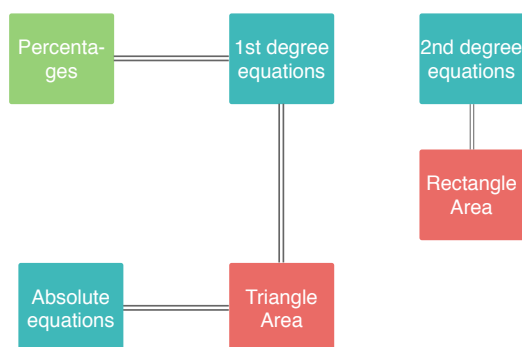 Percenta-
ges
1st degree
equations
2nd degree
equations
Rectangle
Area
Absolute
equations
Triangle
Area